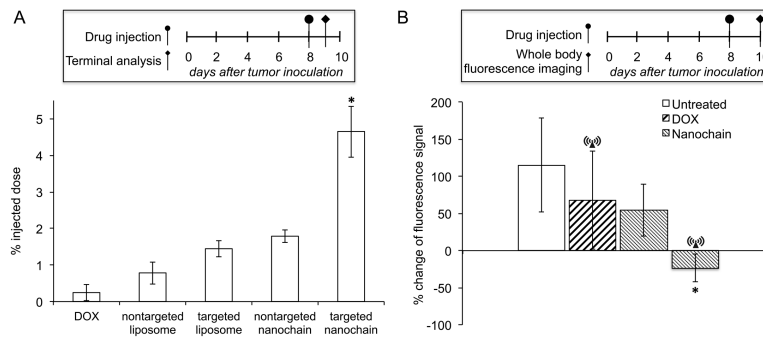 A
Drug injection
Terminal analysis
0 2 4 6 8 10
days after tumor inoculation
% injected dose
5
4
3
2
1
0
*
DOX
nontargeted liposome
targeted liposome
nontargeted nanochain
targeted nanochain
B
Drug injection
Whole body
fluorescence imaging
0 2 4 6 8 10
days after tumor inoculation
% change of fluorescence signal
200
150
100
50
0
-50
-100
Untreated
DOX
Nanochain
*